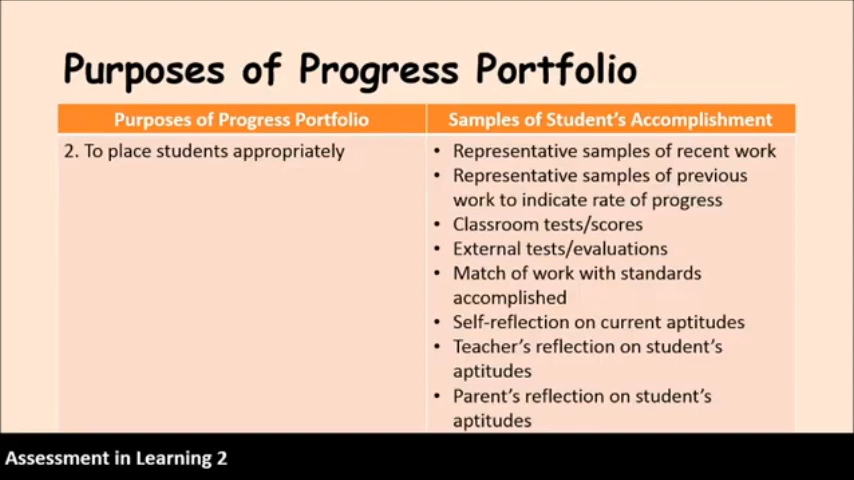 Purposes of Progress Portfolio
Purposes of Progress Portfolio
Samples of Student's Accomplishment
2. To place students appropriately
• Representative samples of recent work
• Representative samples of previous
work to indicate rate of progress
• Classroom tests/scores
• External tests/evaluations
• Match of work with standards
accomplished
• Self-reflection on current aptitudes
• Teacher's reflection on student's
aptitudes
• Parent's reflection on student's
aptitudes
Assessment in Learning 2